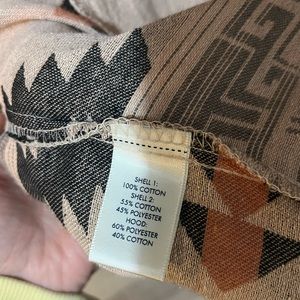 SHELL 1:
100% COTTON
SHELL 2:
55% COTTON
45% POLYESTER
HOOD:
60% POLYESTER
40% COTTON